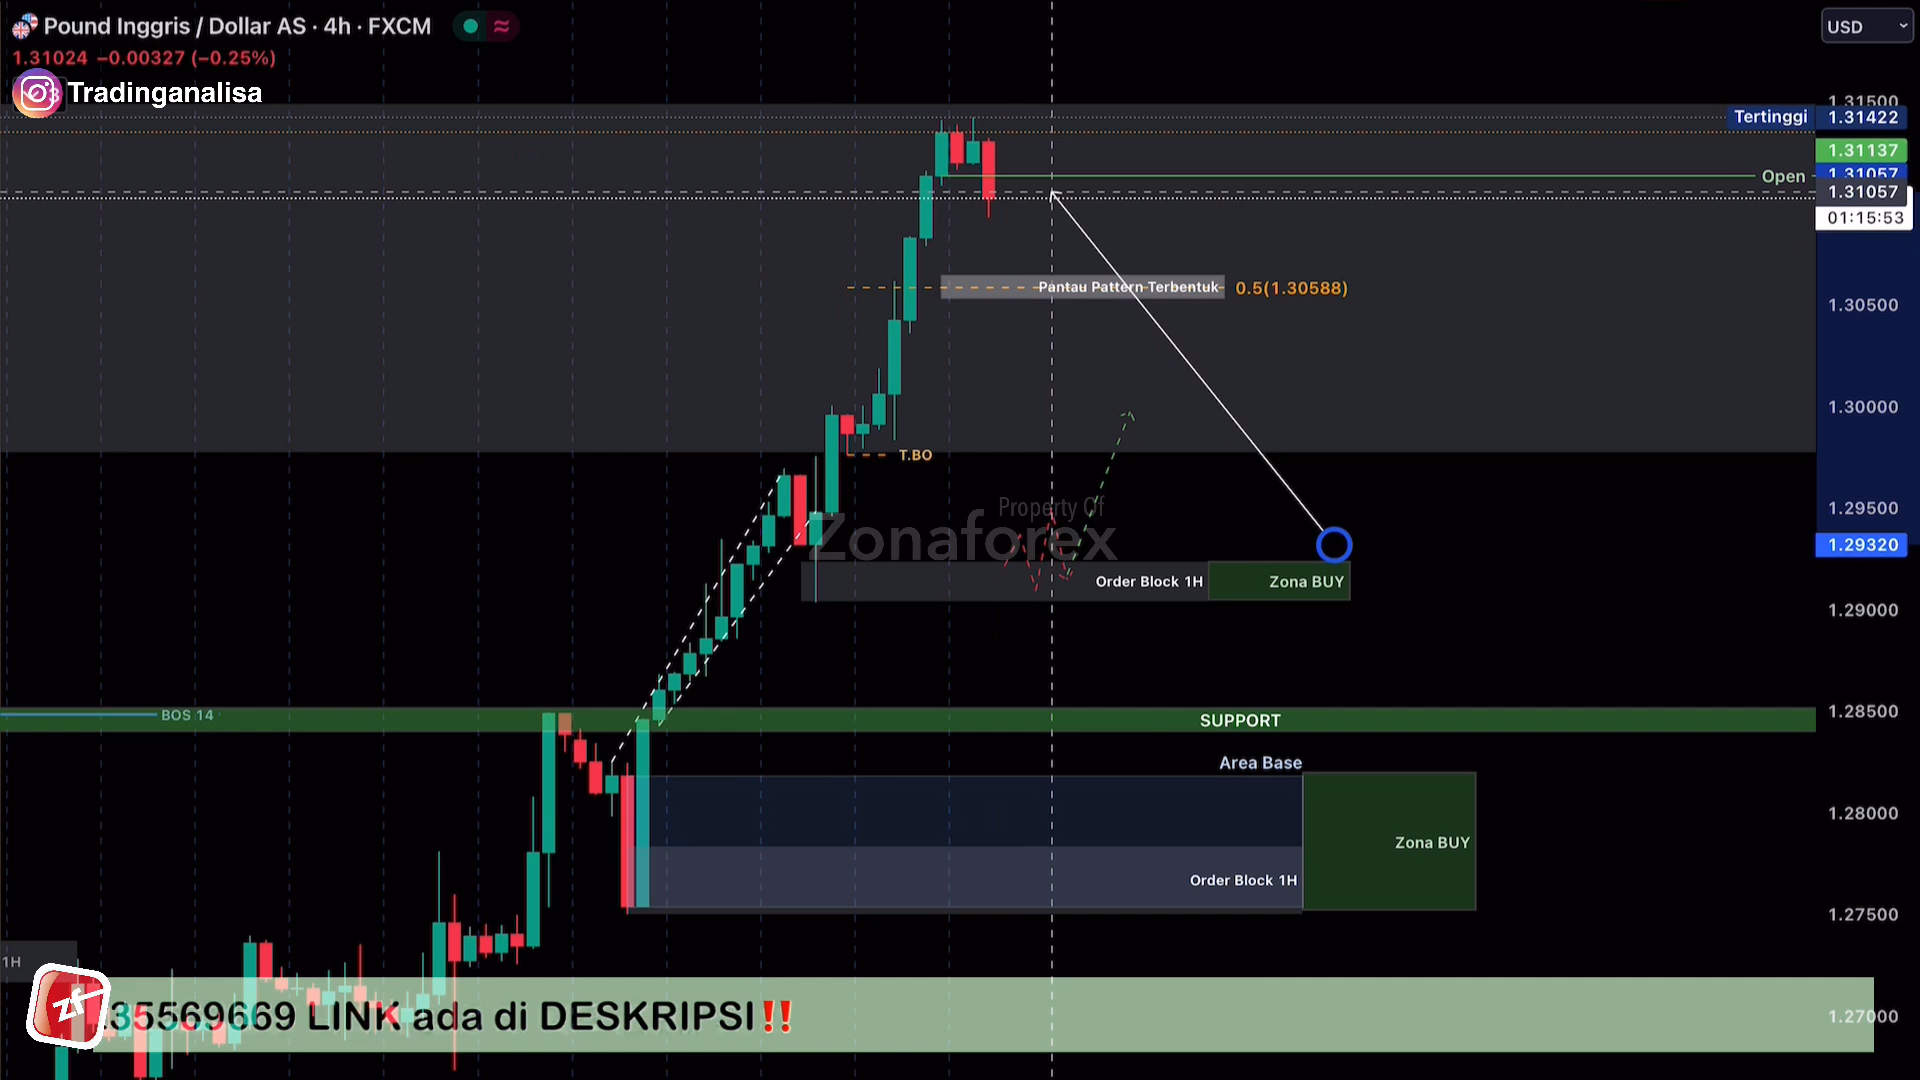 Pound Inggris / Dollar AS · 4h · FXCM
USD
1.31024 −0.00327 (−0.25%)
Tradinganalisa
1.31500
Tertinggi 1.31422
1.31137
1.31057
Open
1.31057
01:15:53
Pantau Pattern Terbentuk
0.5(1.30588)
1.30500
1.30000
T.BO
Property Of
Zonaforex
1.29500
1.29320
Order Block 1H
Zona BUY
1.29000
BOS 14
SUPPORT
1.28500
Area Base
1.28000
Zona BUY
Order Block 1H
1.27500
1H
zf
35569669 LINK ada di DESKRIPSI‼️
1.27000